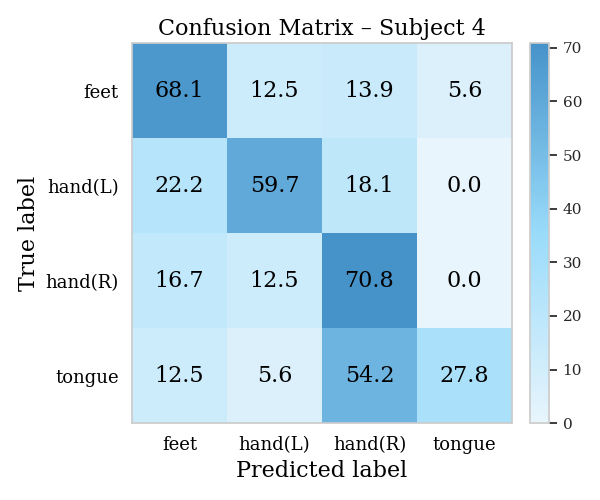 Confusion Matrix – Subject 4
True label
feet 68.1 12.5 13.9 5.6
hand(L) 22.2 59.7 18.1 0.0
hand(R) 16.7 12.5 70.8 0.0
tongue 12.5 5.6 54.2 27.8
feet hand(L) hand(R) tongue
Predicted label
70
60
50
40
30
20
10
0